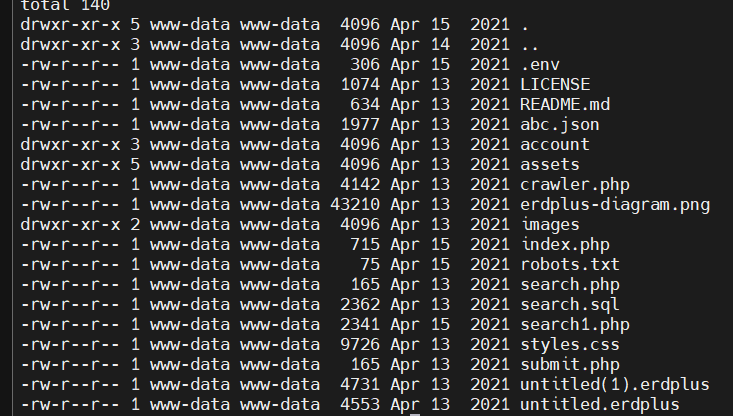 total 140
drwxr-xr-x 5 www-data www-data 4096 Apr 15 2021 .
drwxr-xr-x 3 www-data www-data 4096 Apr 14 2021 ..
-rw-r--r-- 1 www-data www-data 306 Apr 15 2021 .env
-rw-r--r-- 1 www-data www-data 1074 Apr 13 2021 LICENSE
-rw-r--r-- 1 www-data www-data 634 Apr 13 2021 README.md
-rw-r--r-- 1 www-data www-data 1977 Apr 13 2021 abc.json
drwxr-xr-x 3 www-data www-data 4096 Apr 13 2021 account
drwxr-xr-x 5 www-data www-data 4096 Apr 13 2021 assets
-rw-r--r-- 1 www-data www-data 4142 Apr 13 2021 crawler.php
-rw-r--r-- 1 www-data www-data 43210 Apr 13 2021 erdplus-diagram.png
drwxr-xr-x 2 www-data www-data 4096 Apr 13 2021 images
-rw-r--r-- 1 www-data www-data 715 Apr 15 2021 index.php
-rw-r--r-- 1 www-data www-data 75 Apr 15 2021 robots.txt
-rw-r--r-- 1 www-data www-data 165 Apr 13 2021 search.php
-rw-r--r-- 1 www-data www-data 2362 Apr 13 2021 search.sql
-rw-r--r-- 1 www-data www-data 2341 Apr 15 2021 search1.php
-rw-r--r-- 1 www-data www-data 9726 Apr 13 2021 styles.css
-rw-r--r-- 1 www-data www-data 165 Apr 13 2021 submit.php
-rw-r--r-- 1 www-data www-data 4731 Apr 13 2021 untitled(1).erdplus
-rw-r--r-- 1 www-data www-data 4553 Apr 13 2021 untitled.erdplus